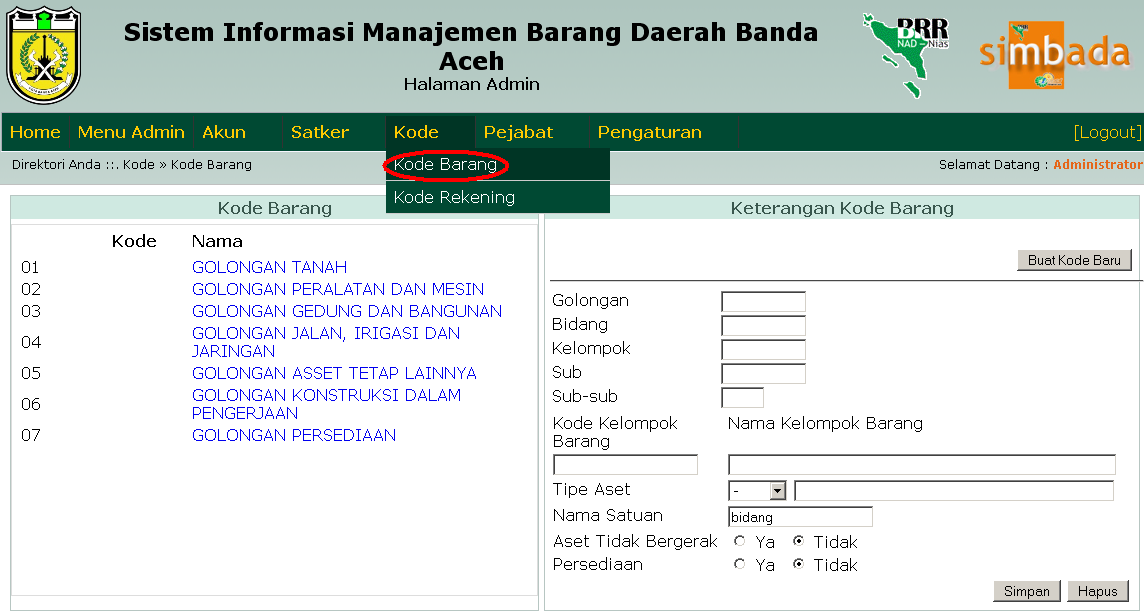 Sistem Informasi Manajemen Barang Daerah Banda
Aceh
Halaman Admin
BRR
NAD - Nias
simbada
Home Menu Admin Akun Satker Kode Pejabat Pengaturan [Logout]
Direktori Anda ::. Kode » Kode Barang
Kode Barang
Kode Rekening
Selamat Datang : Administrator
Kode Barang
Kode Nama
01 GOLONGAN TANAH
02 GOLONGAN PERALATAN DAN MESIN
03 GOLONGAN GEDUNG DAN BANGUNAN
04 GOLONGAN JALAN, IRIGASI DAN
JARINGAN
05 GOLONGAN ASSET TETAP LAINNYA
06 GOLONGAN KONSTRUKSI DALAM
PENGERJAAN
07 GOLONGAN PERSEDIAAN
Keterangan Kode Barang
Buat Kode Baru
Golongan
Bidang
Kelompok
Sub
Sub-sub
Kode Kelompok
Barang
Nama Kelompok Barang
Tipe Aset -
Nama Satuan bidang
Aset Tidak Bergerak Ya Tidak
Persediaan Ya Tidak
Simpan Hapus